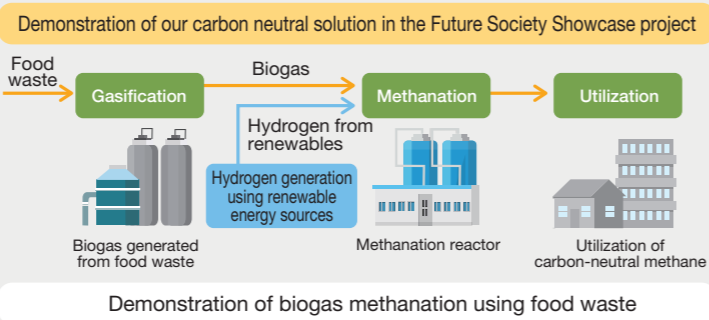 Demonstration of our carbon neutral solution in the Future Society Showcase project
Food
waste
Gasification
Biogas
Methanation
Utilization
Hydrogen from
renewables
Hydrogen generation
using renewable
energy sources
Biogas generated
from food waste
Methanation reactor
Utilization of
carbon-neutral methane
Demonstration of biogas methanation using food waste